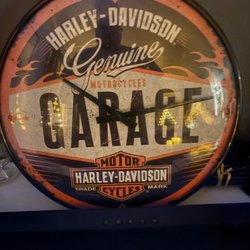 HARLEY-DAVIDSON
Genuine
MOTORCYCLES
GARAGE
MOTOR
HARLEY-DAVIDSON
TRADE MARK
CYCLES